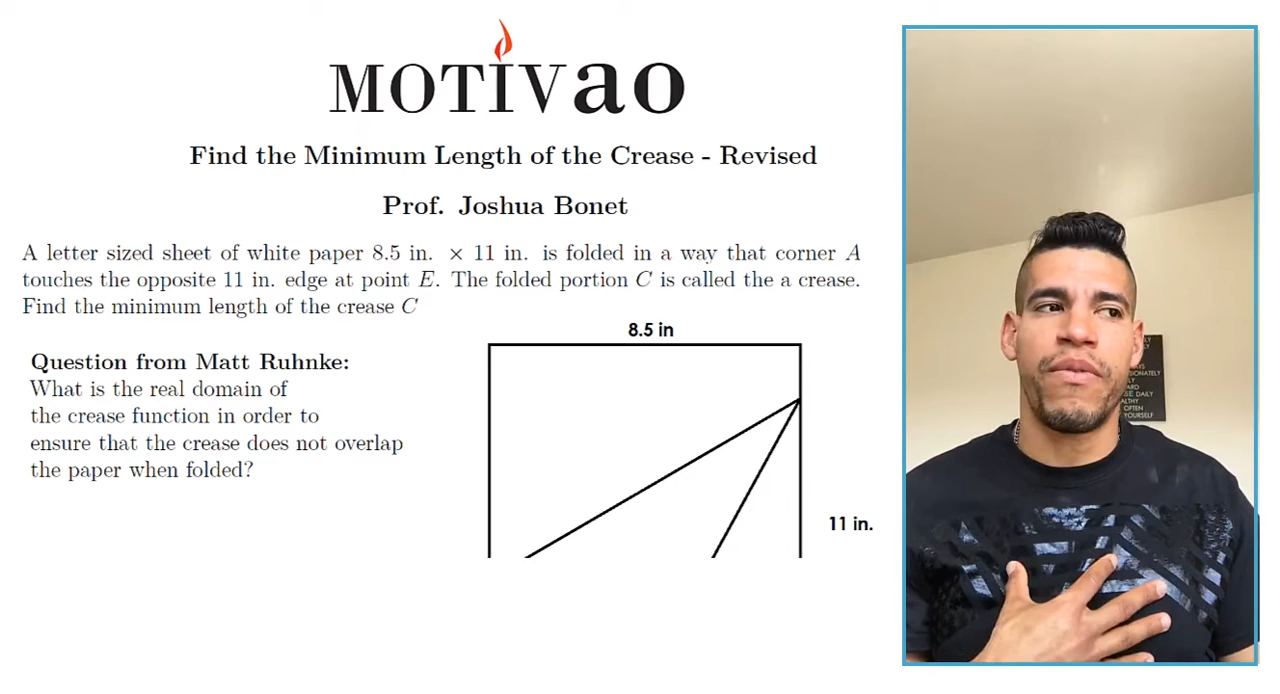 MOTIVao
Find the Minimum Length of the Crease - Revised
Prof. Joshua Bonet
A letter sized sheet of white paper 8.5 in. × 11 in. is folded in a way that corner A
touches the opposite 11 in. edge at point E. The folded portion C is called the a crease.
Find the minimum length of the crease C
8.5 in
Question from Matt Ruhnke:
What is the real domain of
the crease function in order to
ensure that the crease does not overlap
the paper when folded?
11 in.
DAILY
OFTEN
YOURSELF